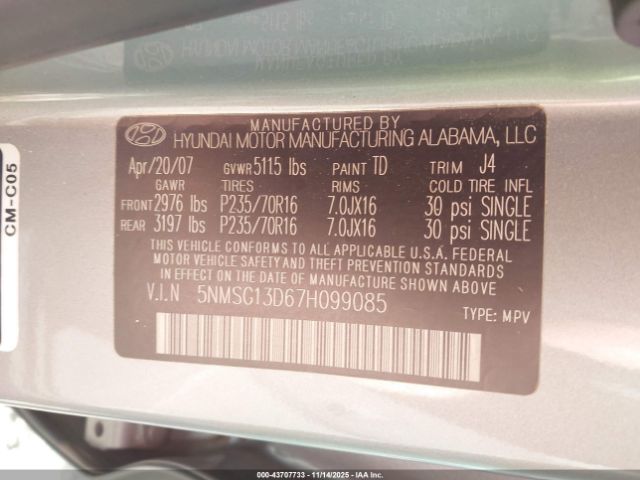 MANUFACTURED BY
HYUNDAI MOTOR MANUFACTURING ALABAMA, LLC
Apr/20/07 GVWR 5115 lbs PAINT TD TRIM J4
GAWR TIRES RIMS COLD TIRE INFL
FRONT 2976 lbs P235/70R16 7.0JX16 30 psi SINGLE
REAR 3197 lbs P235/70R16 7.0JX16 30 psi SINGLE
THIS VEHICLE CONFORMS TO ALL APPLICABLE U.S.A. FEDERAL
MOTOR VEHICLE SAFETY AND THEFT PREVENTION STANDARDS
IN EFFECT ON THE DATE OF MANUFACTURE SHOWN ABOVE.
V.I.N 5NMSG13D67H099085
TYPE: MPV
CM-C05
000-43707733 - 11/14/2025 - Copyright © IAA, LLC.